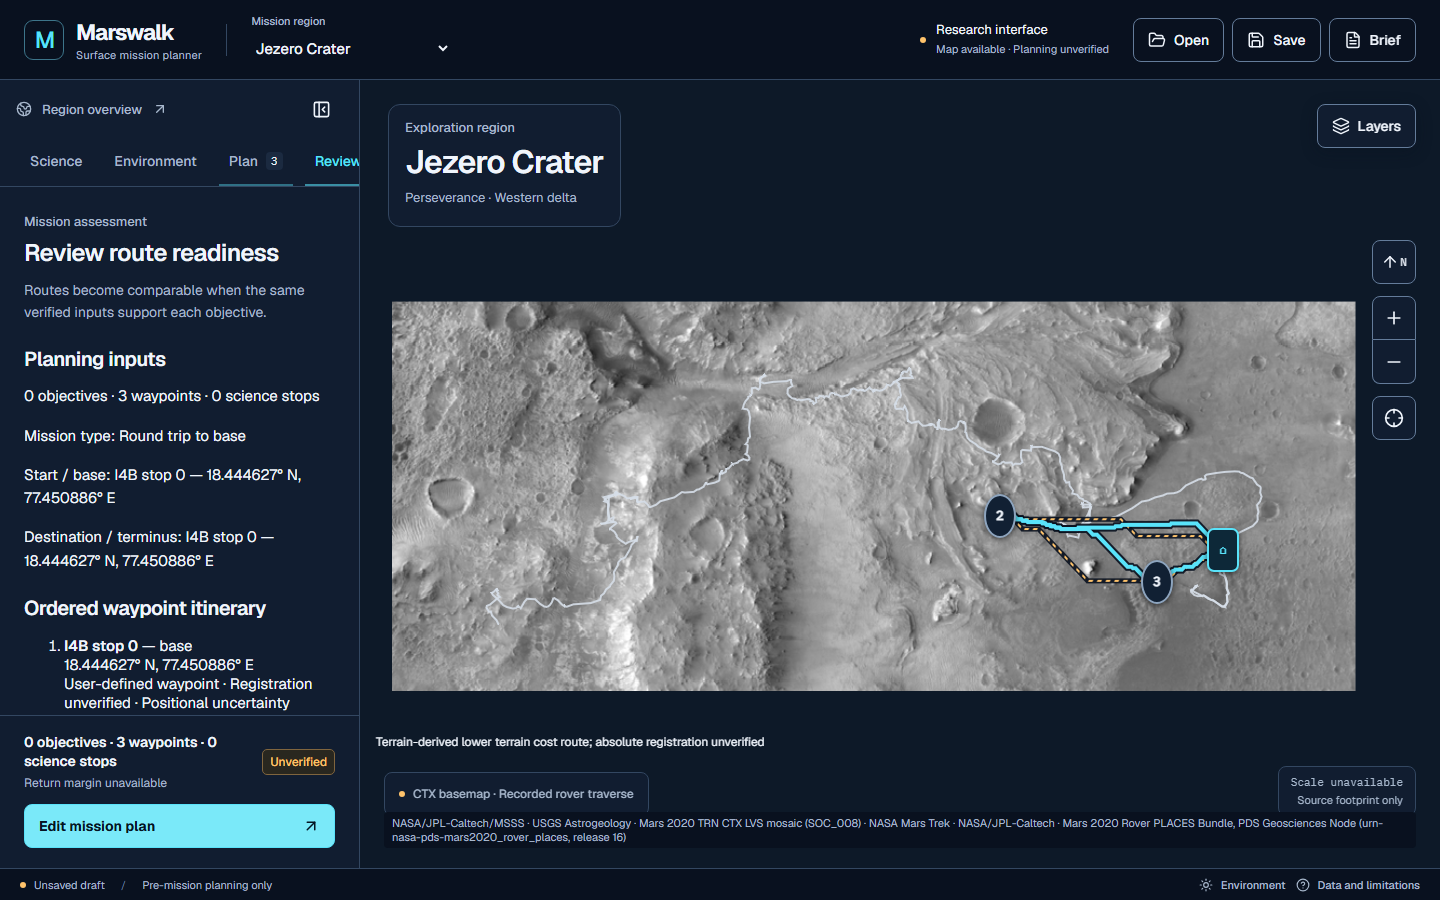 M
Marswalk
Surface mission planner
Mission region
Jezero Crater
Research interface
Map available · Planning unverified
Open
Save
Brief
Region overview
Science
Environment
Plan 3
Review
Mission assessment
Review route readiness
Routes become comparable when the same
verified inputs support each objective.
Planning inputs
0 objectives · 3 waypoints · 0 science stops
Mission type: Round trip to base
Start / base: I4B stop 0 — 18.444627° N,
77.450886° E
Destination / terminus: I4B stop 0 —
18.444627° N, 77.450886° E
Ordered waypoint itinerary
1. I4B stop 0 — base
18.444627° N, 77.450886° E
User-defined waypoint · Registration
unverified · Positional uncertainty
0 objectives · 3 waypoints · 0
science stops
Unverified
Return margin unavailable
Edit mission plan
Exploration region
Jezero Crater
Perseverance · Western delta
Layers
N
2
3
Terrain-derived lower terrain cost route; absolute registration unverified
CTX basemap · Recorded rover traverse
Scale unavailable
Source footprint only
NASA/JPL-Caltech/MSSS · USGS Astrogeology · Mars 2020 TRN CTX LVS mosaic (SOC_008) · NASA Mars Trek · NASA/JPL-Caltech · Mars 2020 Rover PLACES Bundle, PDS Geosciences Node (urn-
nasa-pds-mars2020_rover_places, release 16)
Unsaved draft / Pre-mission planning only
Environment
Data and limitations